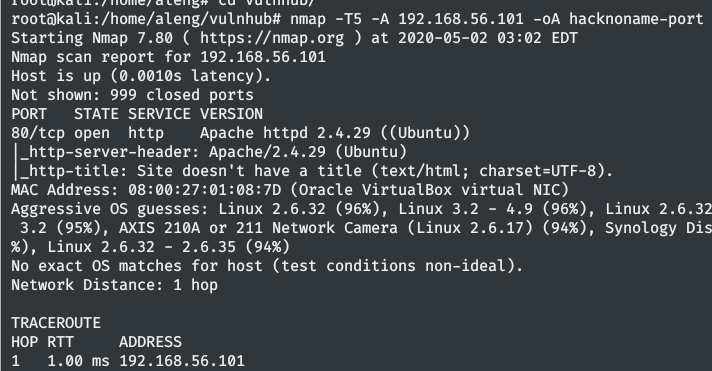 root@kali:/home/aleng# cd vulnhub/
root@kali:/home/aleng/vulnhub# nmap -T5 -A 192.168.56.101 -oA hacknoname-port
Starting Nmap 7.80 ( https://nmap.org ) at 2020-05-02 03:02 EDT
Nmap scan report for 192.168.56.101
Host is up (0.0010s latency).
Not shown: 999 closed ports
PORT   STATE SERVICE VERSION
80/tcp open  http    Apache httpd 2.4.29 ((Ubuntu))
|_http-server-header: Apache/2.4.29 (Ubuntu)
|_http-title: Site doesn't have a title (text/html; charset=UTF-8).
MAC Address: 08:00:27:01:08:7D (Oracle VirtualBox virtual NIC)
Aggressive OS guesses: Linux 2.6.32 (96%), Linux 3.2 - 4.9 (96%), Linux 2.6.32
 3.2 (95%), AXIS 210A or 211 Network Camera (Linux 2.6.17) (94%), Synology Dis
%), Linux 2.6.32 - 2.6.35 (94%)
No exact OS matches for host (test conditions non-ideal).
Network Distance: 1 hop

TRACEROUTE
HOP RTT     ADDRESS
1   1.00 ms 192.168.56.101